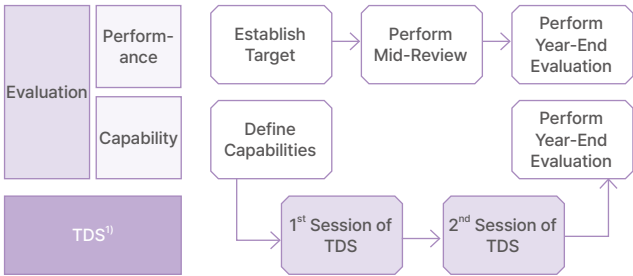 Evaluation
Perform-
ance
Capability
TDS1)
Establish
Target
Perform
Mid-Review
Perform
Year-End
Evaluation
Define
Capabilities
Perform
Year-End
Evaluation
1st Session of
TDS
2nd Session of
TDS